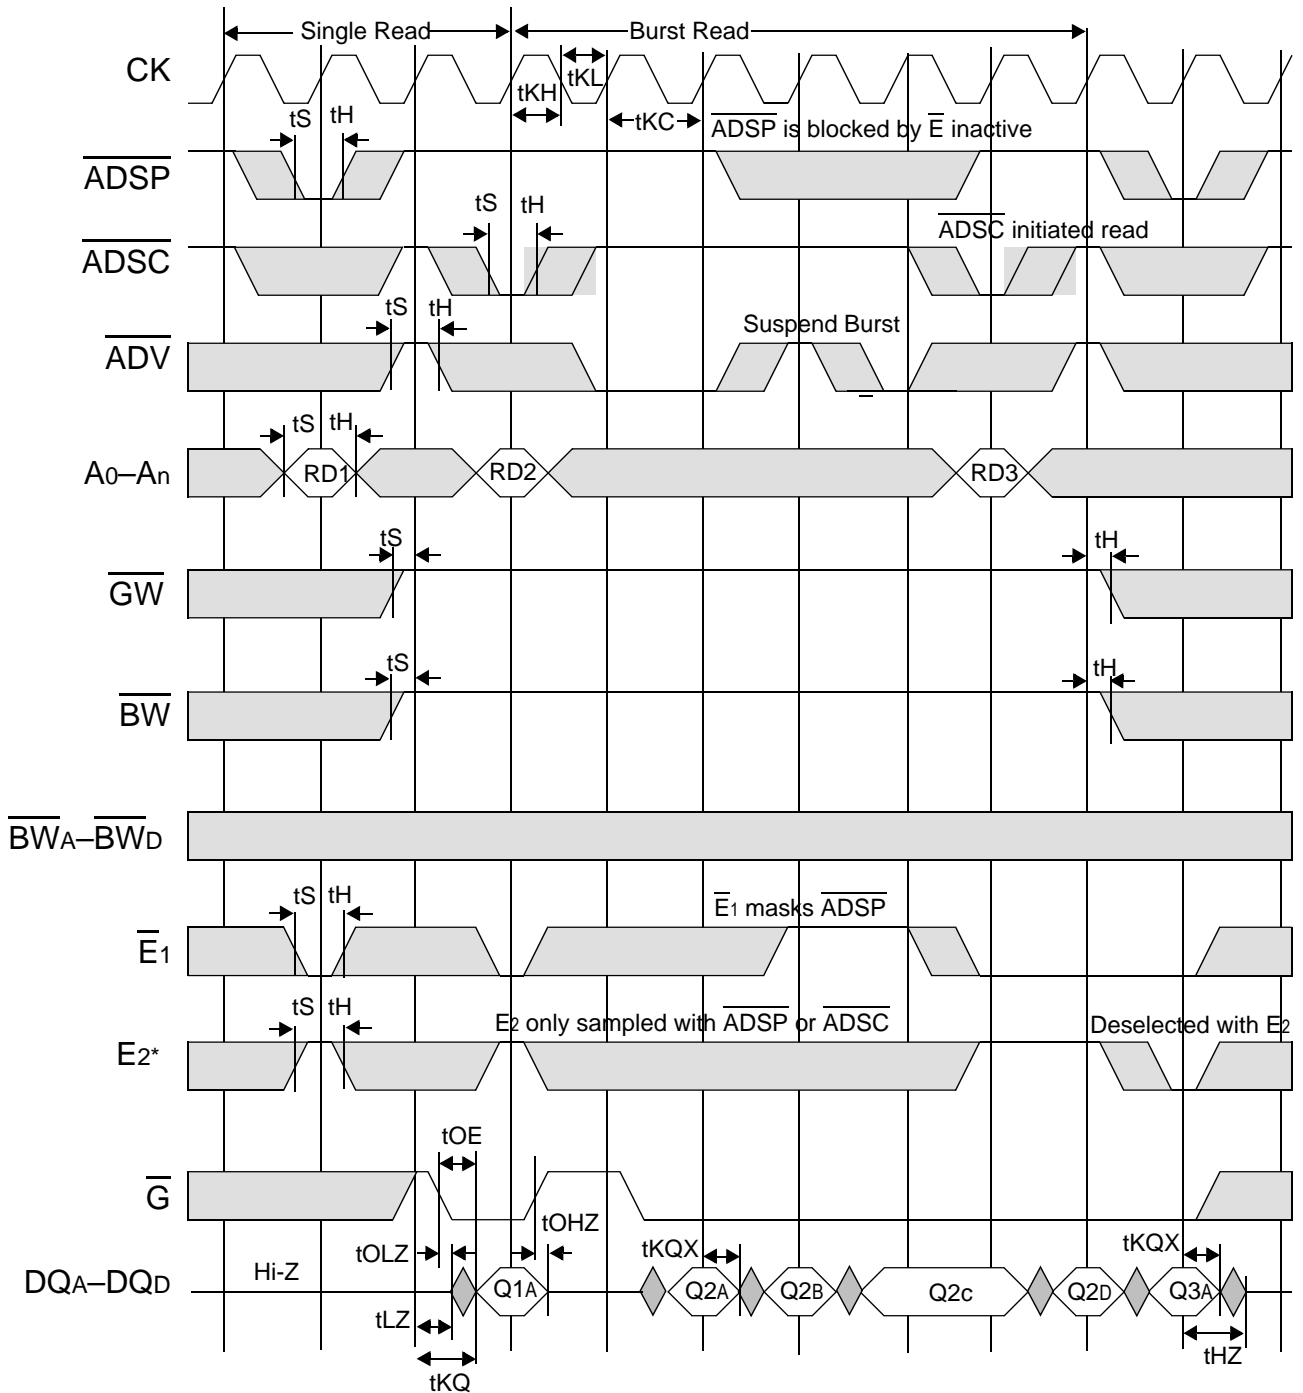 Single Read
Burst Read
CK
tKL
tKH
tKC
ADSP is blocked by E inactive
tS
tH
ADSP
tS
tH
ADSC initiated read
ADSC
tS
tH
Suspend Burst
ADV
tS
tH
A0–An
RD1
RD2
RD3
tS
tH
GW
tS
tH
BW
BWA–BWD
tS
tH
E1 masks ADSP
E1
tS
tH
E2 only sampled with ADSP or ADSC
Deselected with E2
E2*
tOE
G
tOHZ
tOLZ
tKQX
tKQX
DQA–DQD
Hi-Z
Q1A
Q2A
Q2B
Q2c
Q2D
Q3A
tLZ
tHZ
tKQ